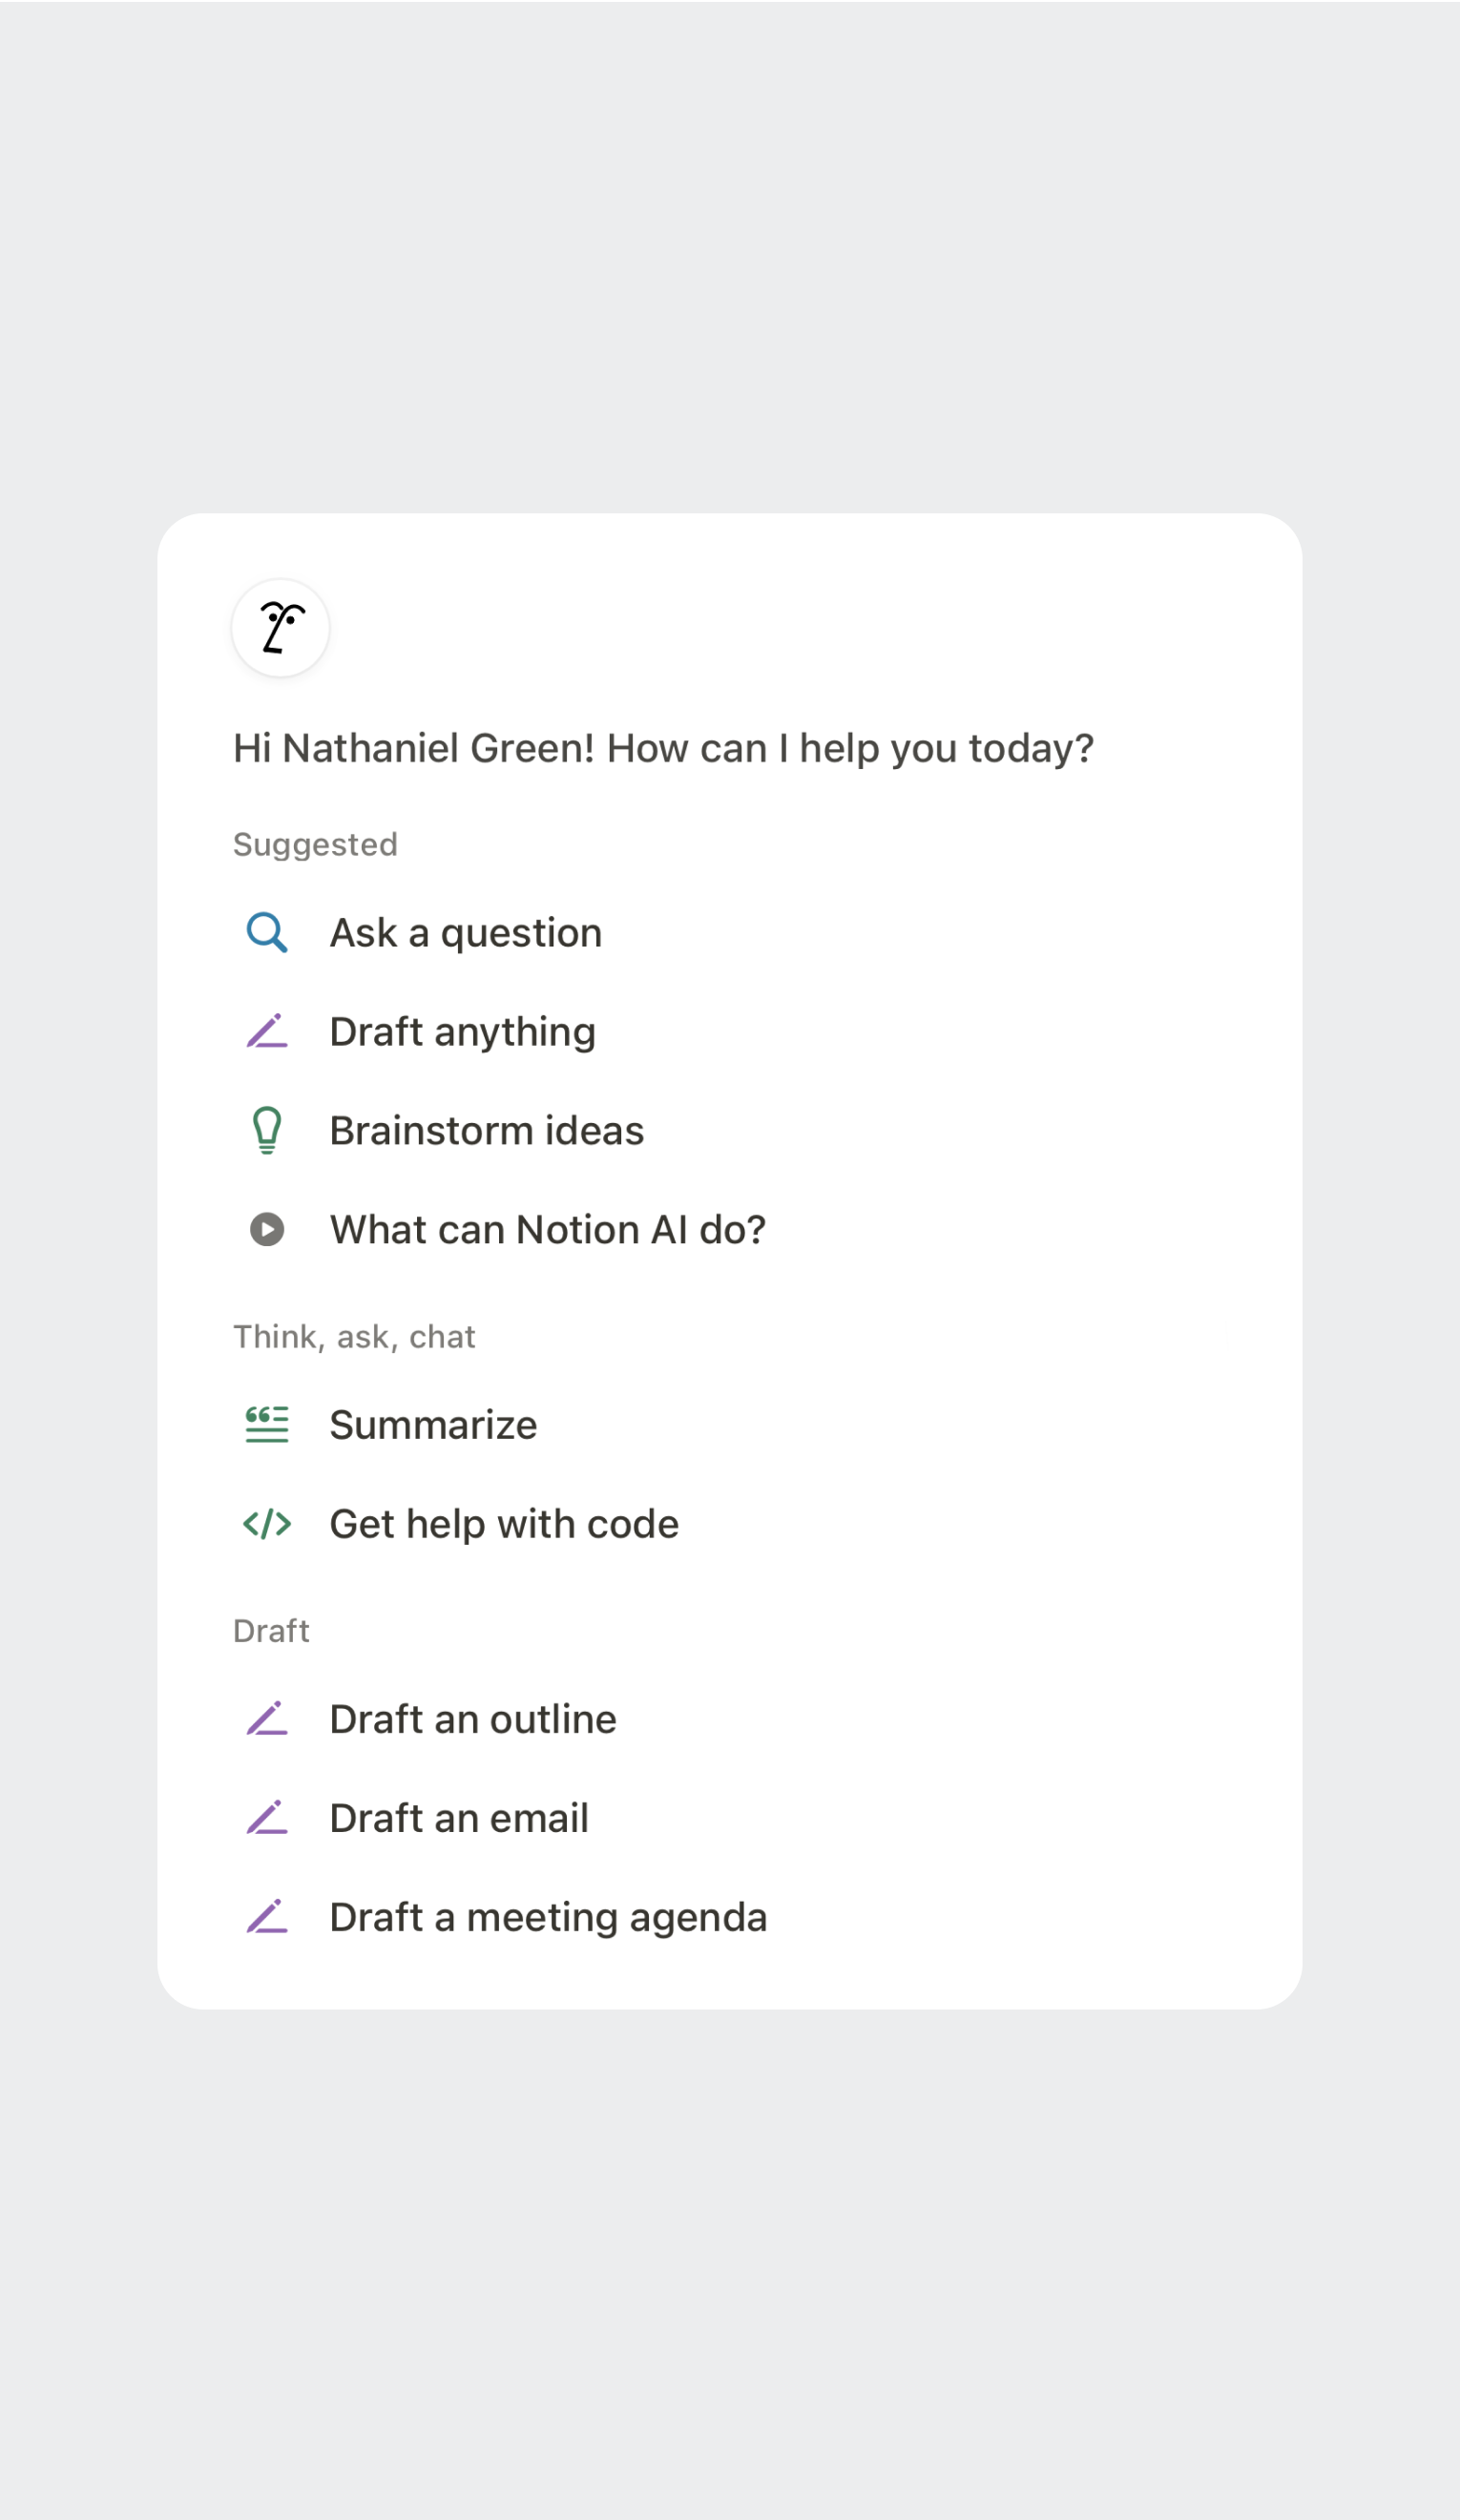 Hi Nathaniel Green! How can I help you today?
Suggested
Ask a question
Draft anything
Brainstorm ideas
What can Notion AI do?
Think, ask, chat
Summarize
Get help with code
Draft
Draft an outline
Draft an email
Draft a meeting agenda